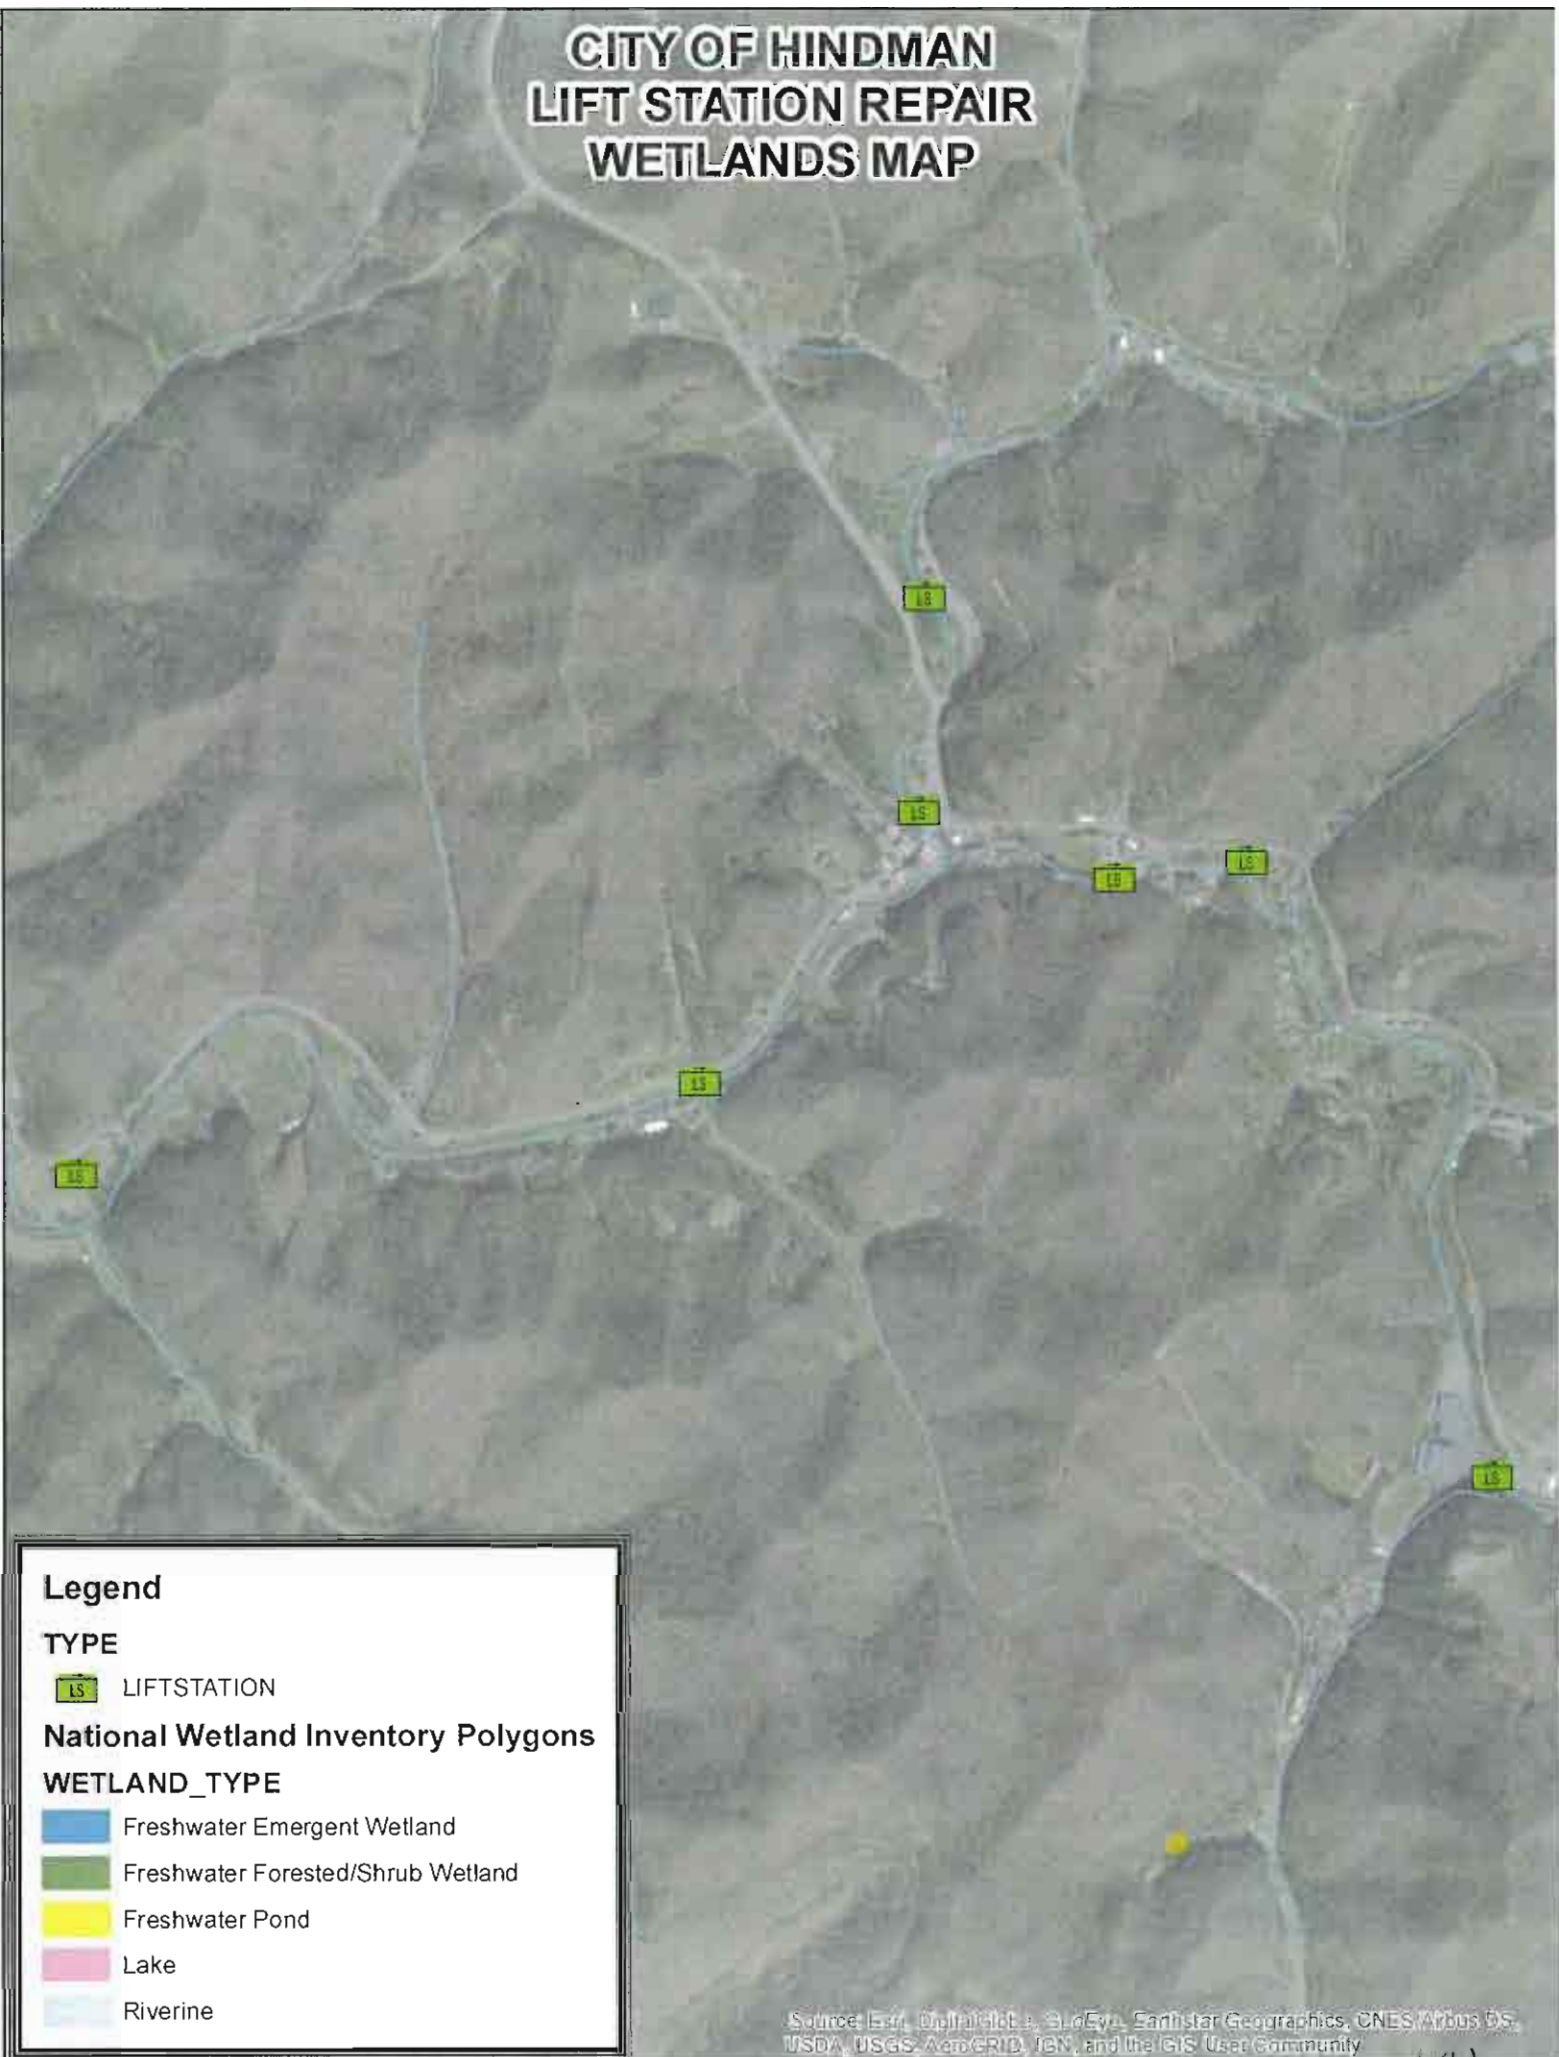 CITY OF HINDMAN
LIFT STATION REPAIR
WETLANDS MAP
LS
LS
LS
LS
LS
LS
LS
Legend
TYPE
LS LIFTSTATION
National Wetland Inventory Polygons
WETLAND_TYPE
Freshwater Emergent Wetland
Freshwater Forested/Shrub Wetland
Freshwater Pond
Lake
Riverine
Source: Esri, DigitalGlobe, GeoEye, Earthstar Geographics, CNES/Airbus DS,
USDA, USGS, AeroGRID, IGN, and the GIS User Community